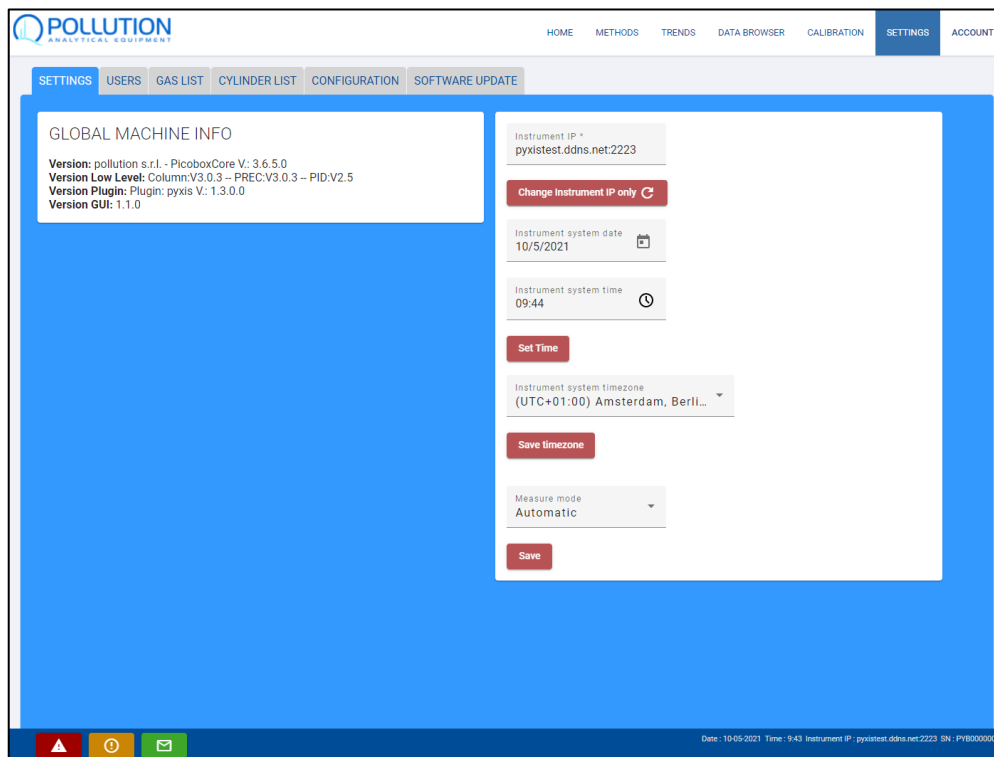 POLLUTION
ANALYTICAL EQUIPMENT
HOME METHODS TRENDS DATA BROWSER CALIBRATION SETTINGS ACCOUNT
SETTINGS USERS GAS LIST CYLINDER LIST CONFIGURATION SOFTWARE UPDATE
GLOBAL MACHINE INFO
Version: pollution s.r.l. - PicoboxCore V.: 3.6.5.0
Version Low Level: Column:V3.0.3 -- PREC:V3.0.3 -- PID:V2.5
Version Plugin: Plugin: pyxis V.: 1.3.0.0
Version GUI: 1.1.0
Instrument IP *
pyxistest.ddns.net:2223
Change Instrument IP only
Instrument system date
10/5/2021
Instrument system time
09:44
Set Time
Instrument system timezone
(UTC+01:00) Amsterdam, Berli...
Save timezone
Measure mode
Automatic
Save
Date : 10-05-2021 Time : 9:43 Instrument IP : pyxistest.ddns.net:2223 SN : PYB000000